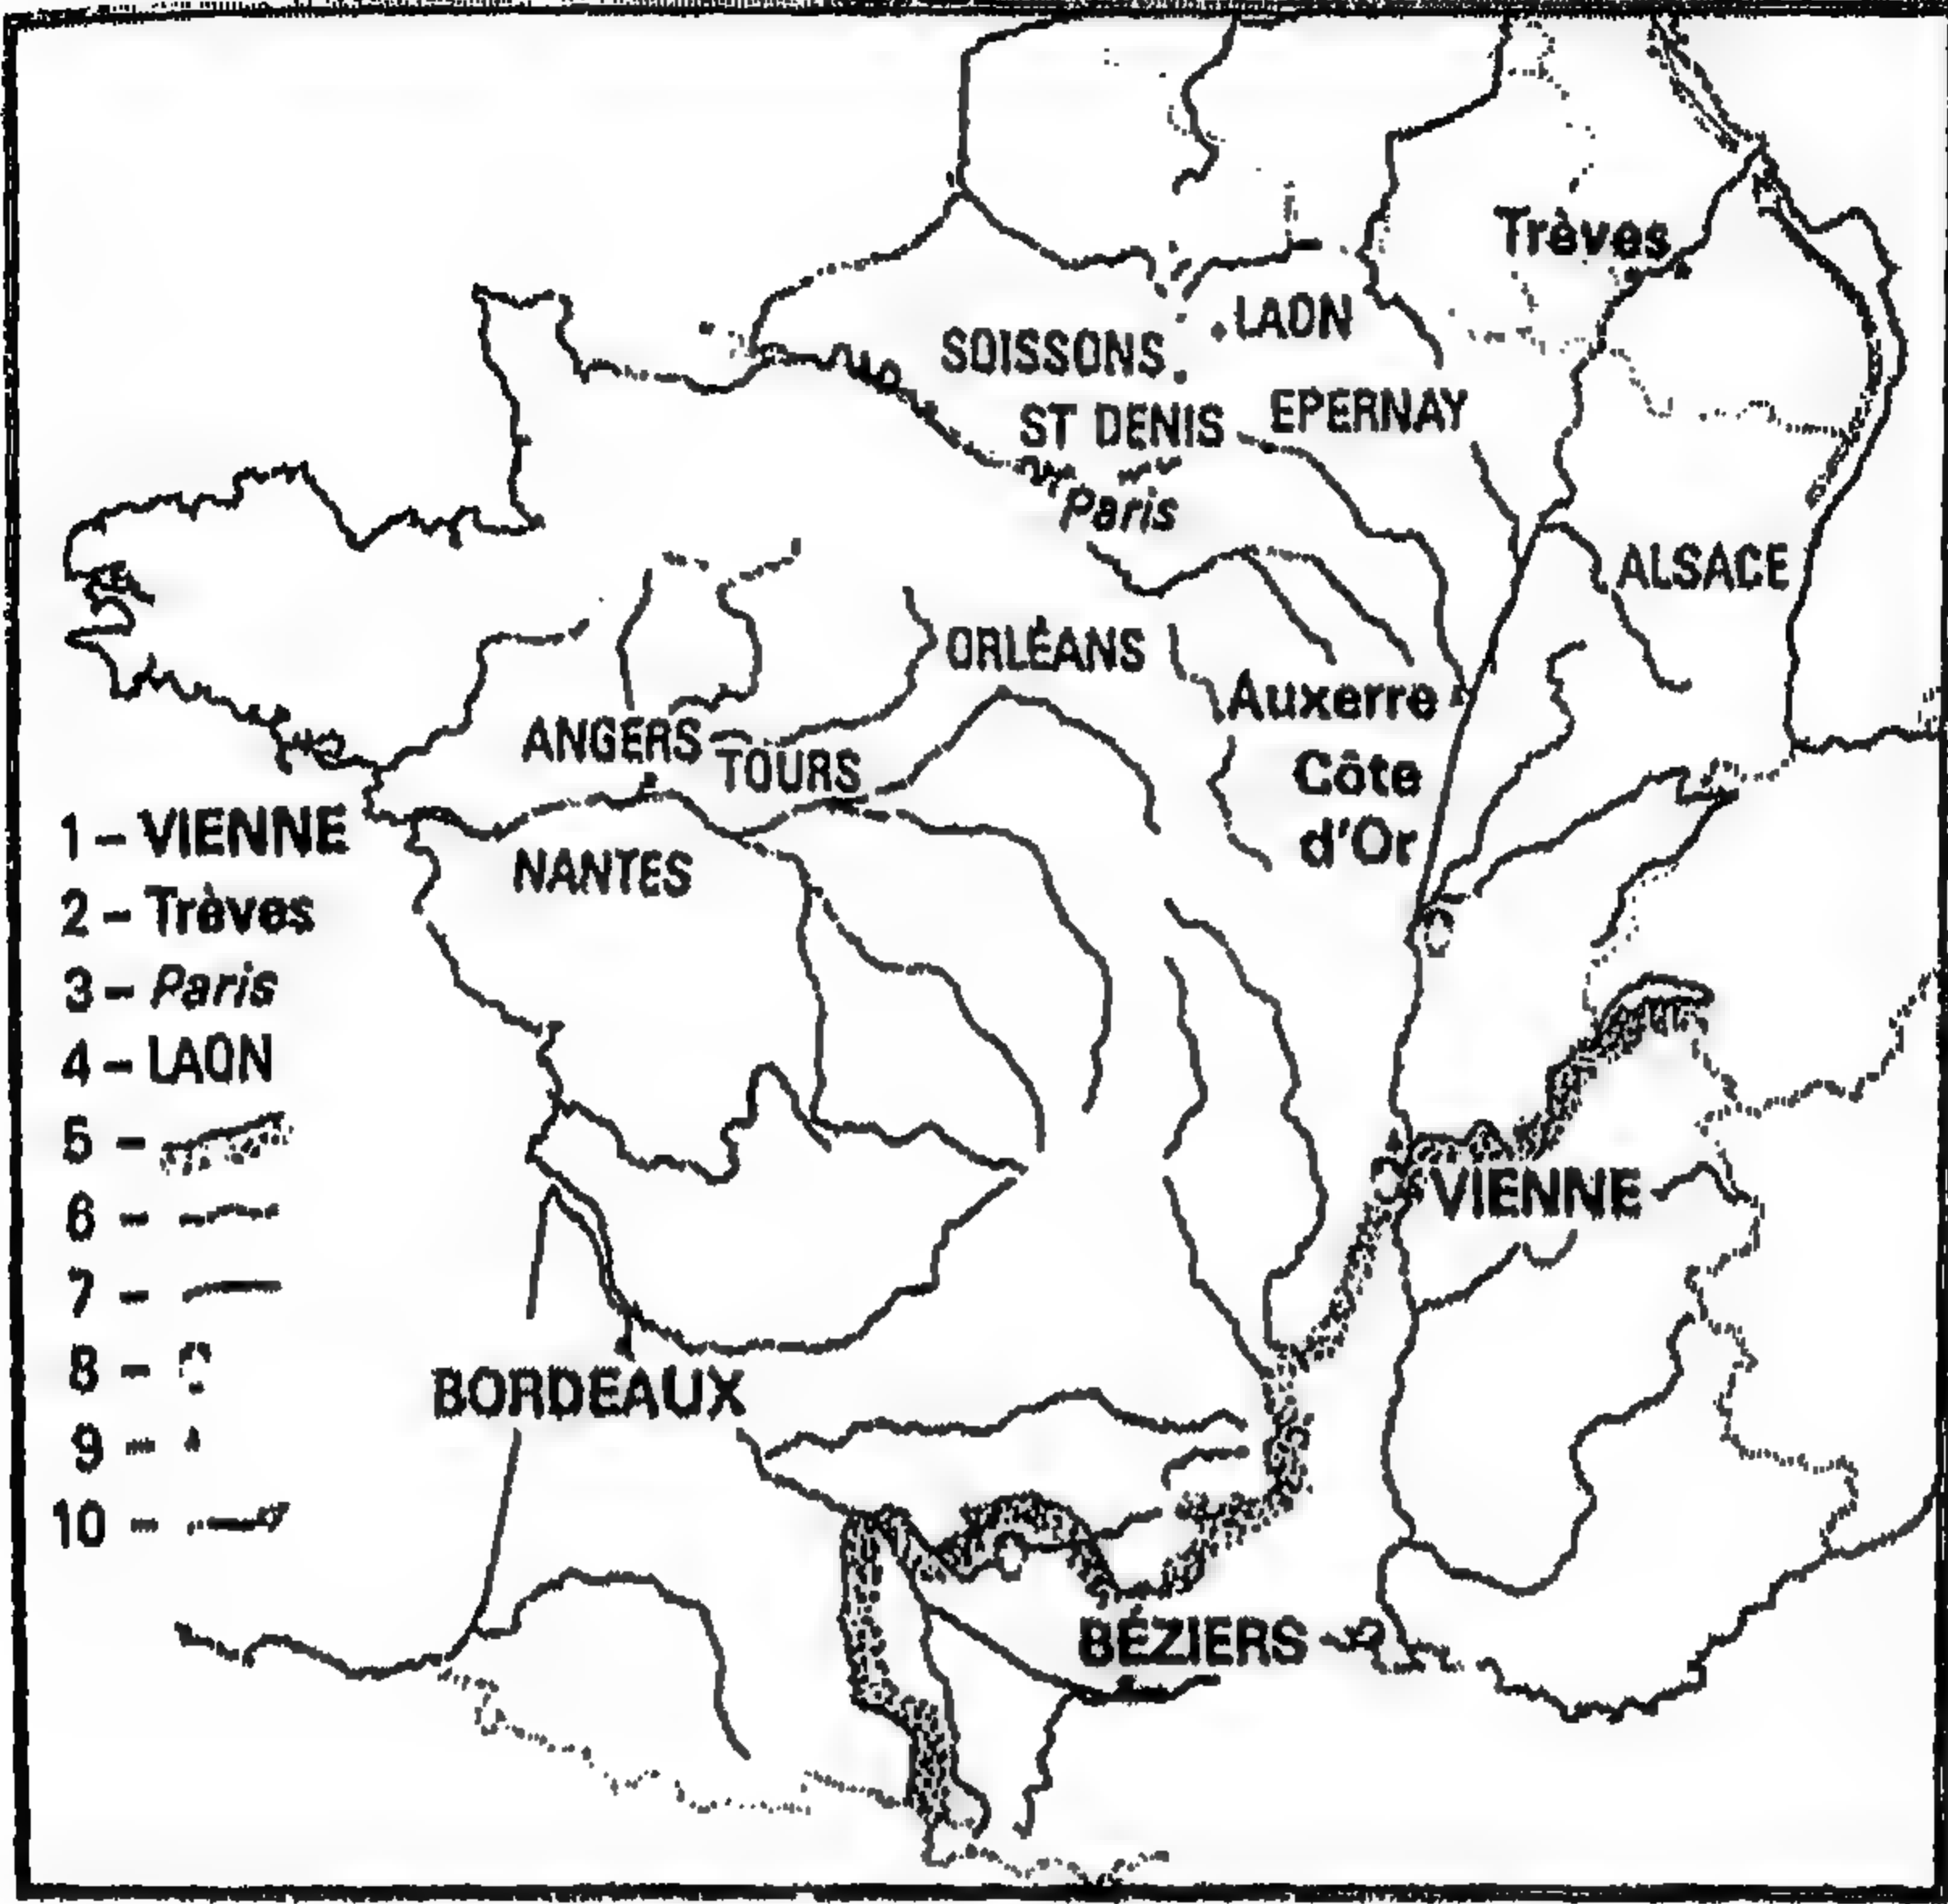 Trèves
LAON
SOISSONS
ST DENIS
EPERNAY
Paris
ALSACE
ORLÉANS
Auxerre
ANGERS
TOURS
Côte
d'Or
NANTES
1 - VIENNE
2 - Trèves
3 - Paris
4 - LAON
5 -
6 -
7 -
8 -
9 -
10 -
VIENNE
BORDEAUX
BÉZIERS